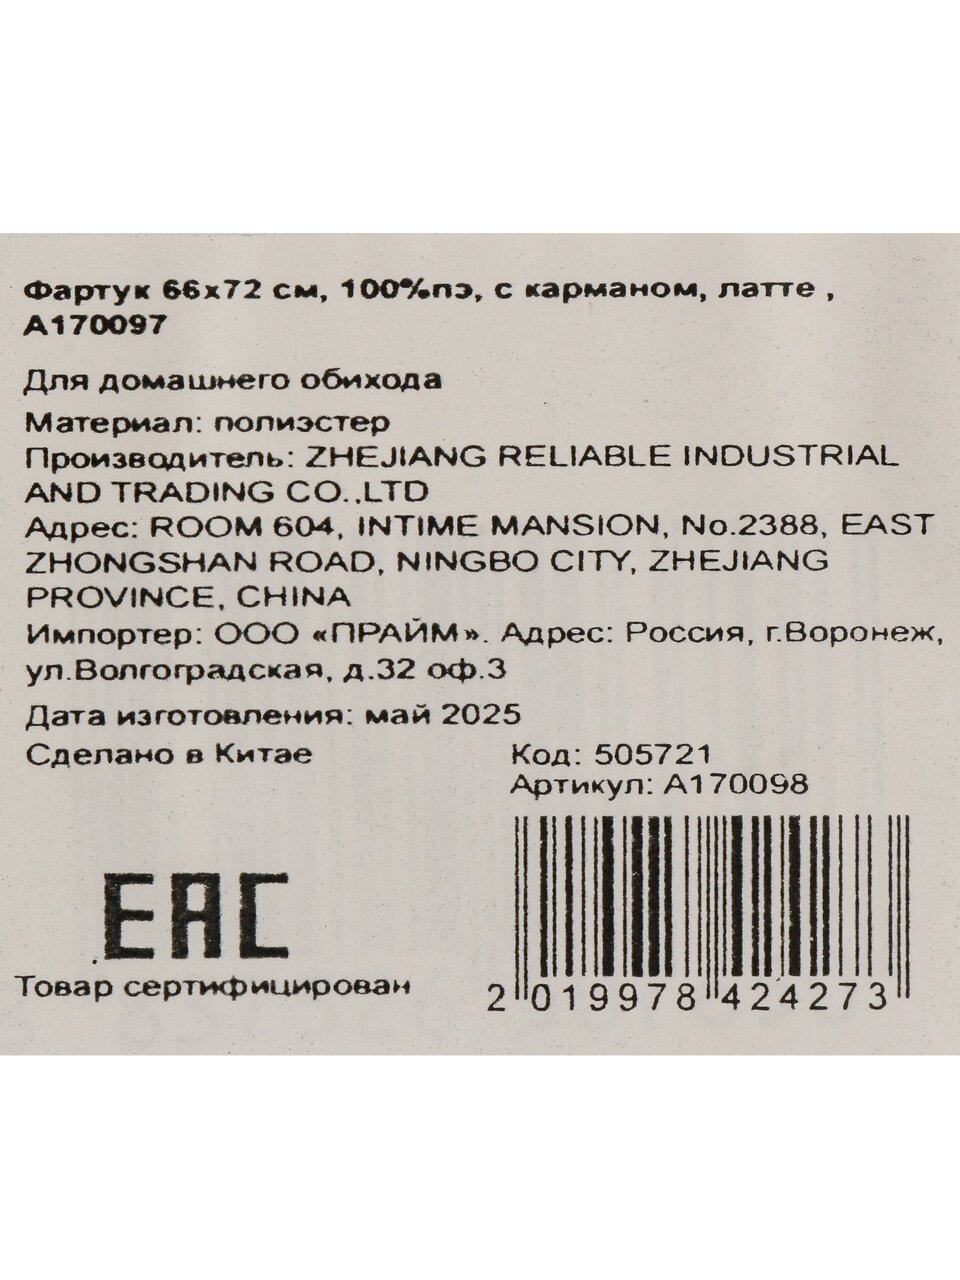 Фартук 66х72 см, 100%пэ, с карманом, латте ,
А170097
Для домашнего обихода
Материал: полиэстер
Производитель: ZHEJIANG RELIABLE INDUSTRIAL
AND TRADING CO.,LTD
Адрес: ROOM 604, INTIME MANSION, No.2388, EAST
ZHONGSHAN ROAD, NINGBO CITY, ZHEJIANG
PROVINCE, CHINA
Импортер: ООО «ПРАЙМ». Адрес: Россия, г.Воронеж,
ул.Волгоградская, д.32 оф.3
Дата изготовления: май 2025
Сделано в Китае
Код: 505721
Артикул: А170098
EAC
Товар сертифицирован
2 019978 424273